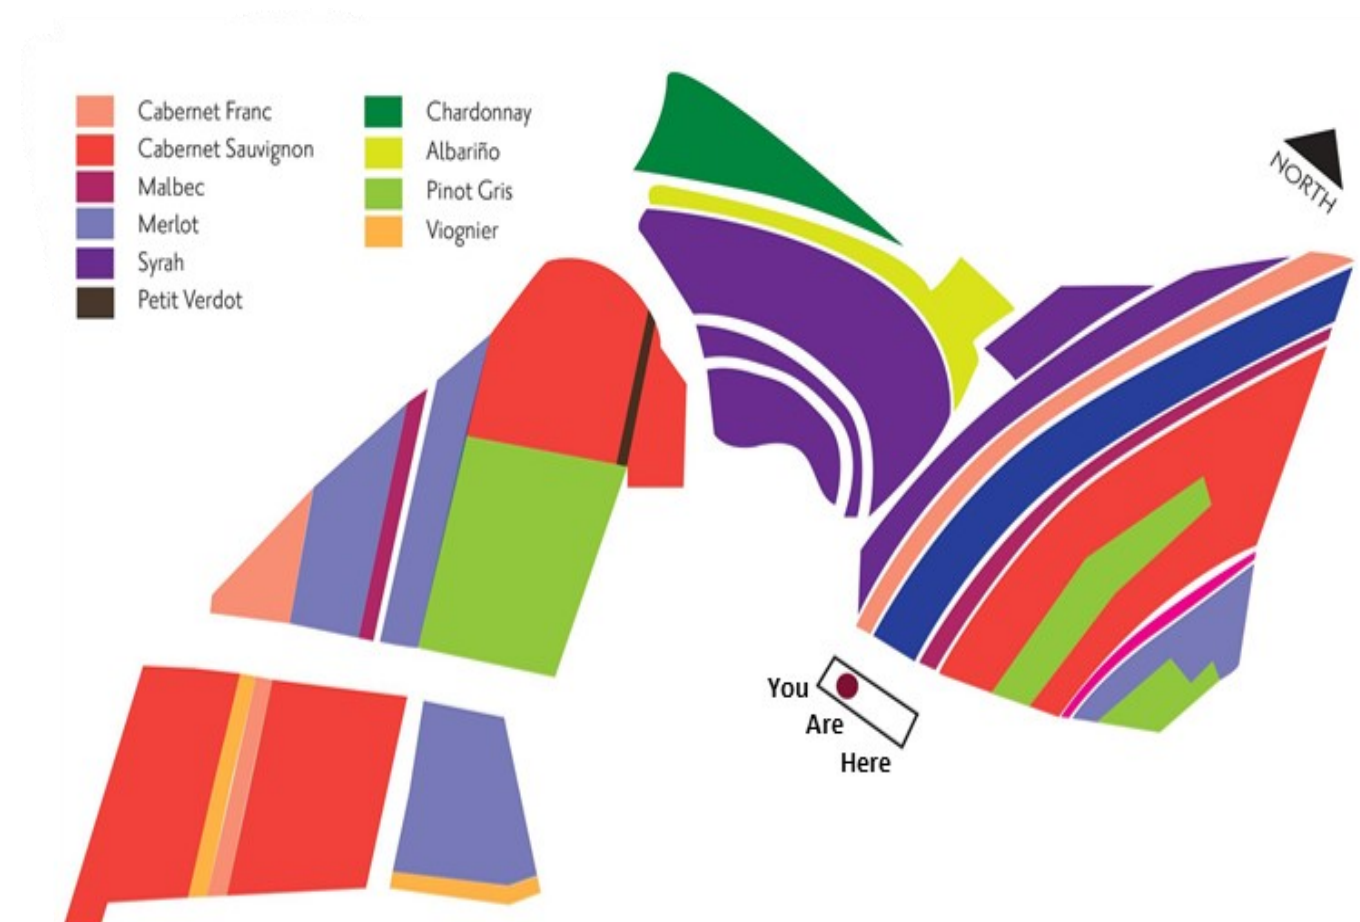 Cabernet Franc
Cabernet Sauvignon
Malbec
Merlot
Syrah
Petit Verdot
Chardonnay
Albariño
Pinot Gris
Viognier
NORTH
You
Are
Here